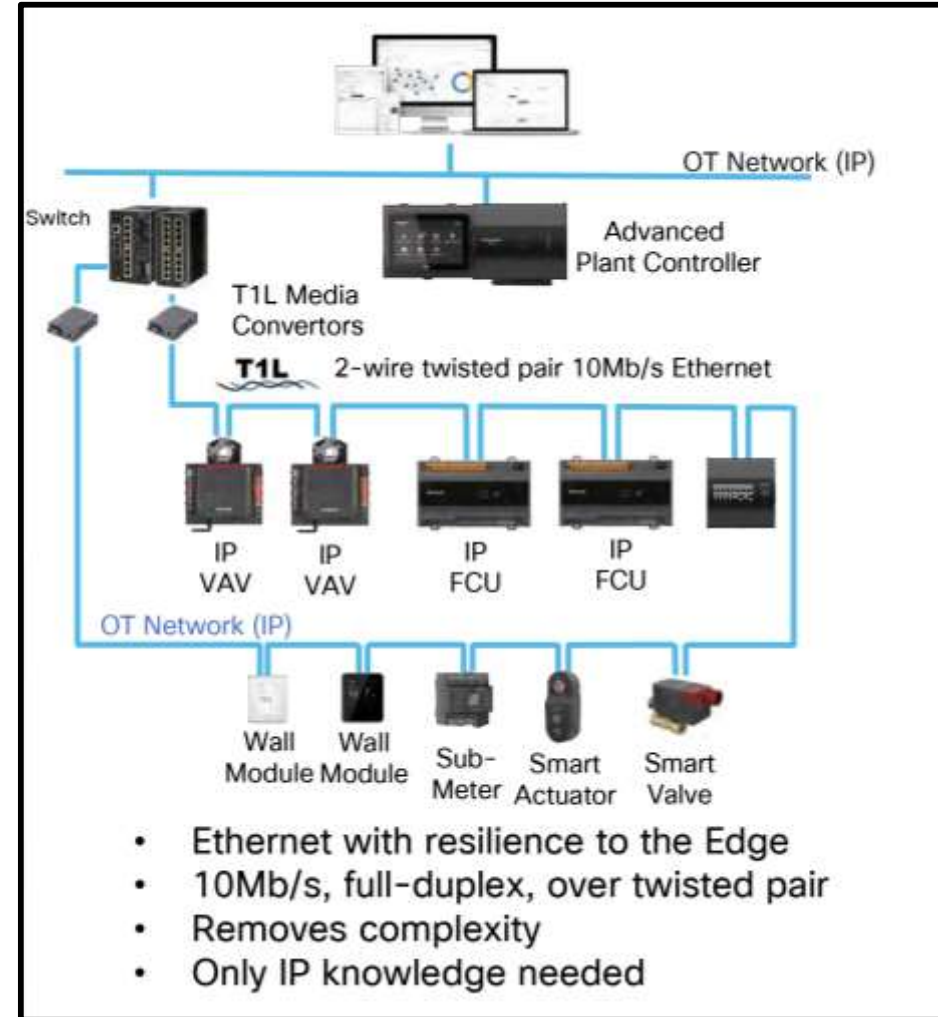 OT Network (IP)
Switch
Advanced
Plant Controller
T1L Media
Convertors
T1L 2-wire twisted pair 10Mb/s Ethernet
IP
VAV
IP
VAV
IP
FCU
IP
FCU
OT Network (IP)
Wall
Module
Wall
Module
Sub-
Meter
Smart
Actuator
Smart
Valve
• Ethernet with resilience to the Edge
• 10Mb/s, full-duplex, over twisted pair
• Removes complexity
• Only IP knowledge needed